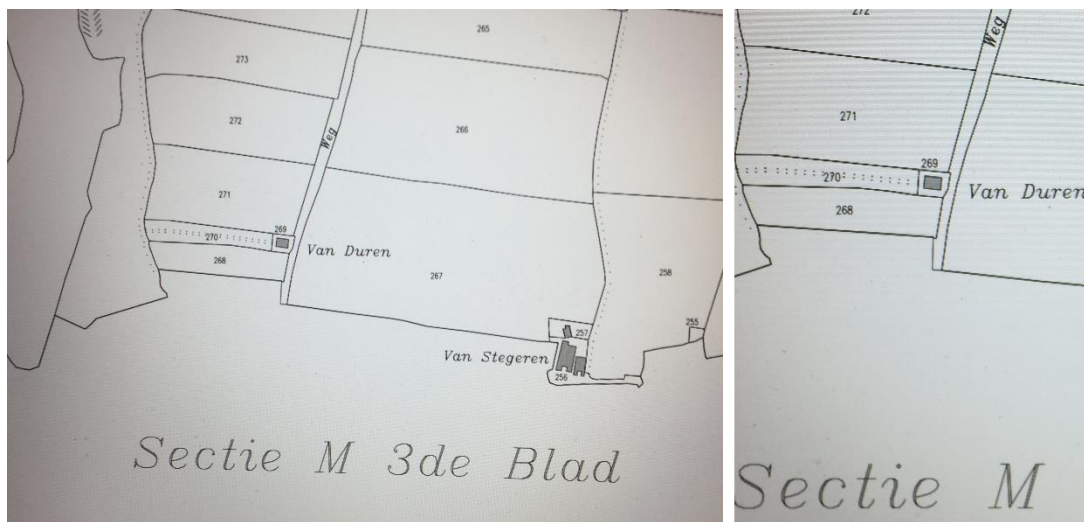 265
273
266
272
Weg
271
269
270
Van Duren
268
267
258
257
255
Van Stegeren
256
Sectie M 3de Blad
272
Weg
271
269
270
Van Duren
268
Sectie M